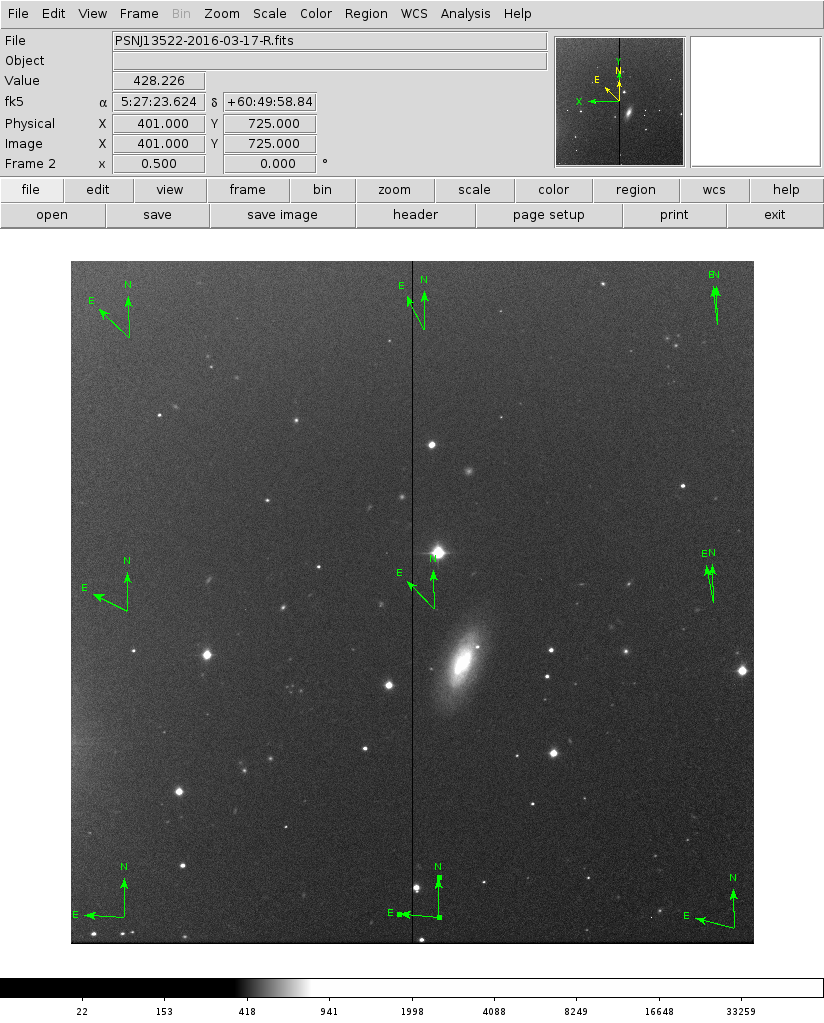 File Edit View Frame Bin Zoom Scale Color Region WCS Analysis Help
File PSNJ13522-2016-03-17-R.fits
Object
Value 428.226
fk5 α 5:27:23.624 δ +60:49:58.84
Physical X 401.000 Y 725.000
Image X 401.000 Y 725.000
Frame 2 x 0.500 0.000 °
Y
N
E
X
file edit view frame bin zoom scale color region wcs help
open save save image header page setup print exit
N E N E E N
N E N E E N
N E N E N E
22 153 418 941 1998 4088 8249 16648 33259